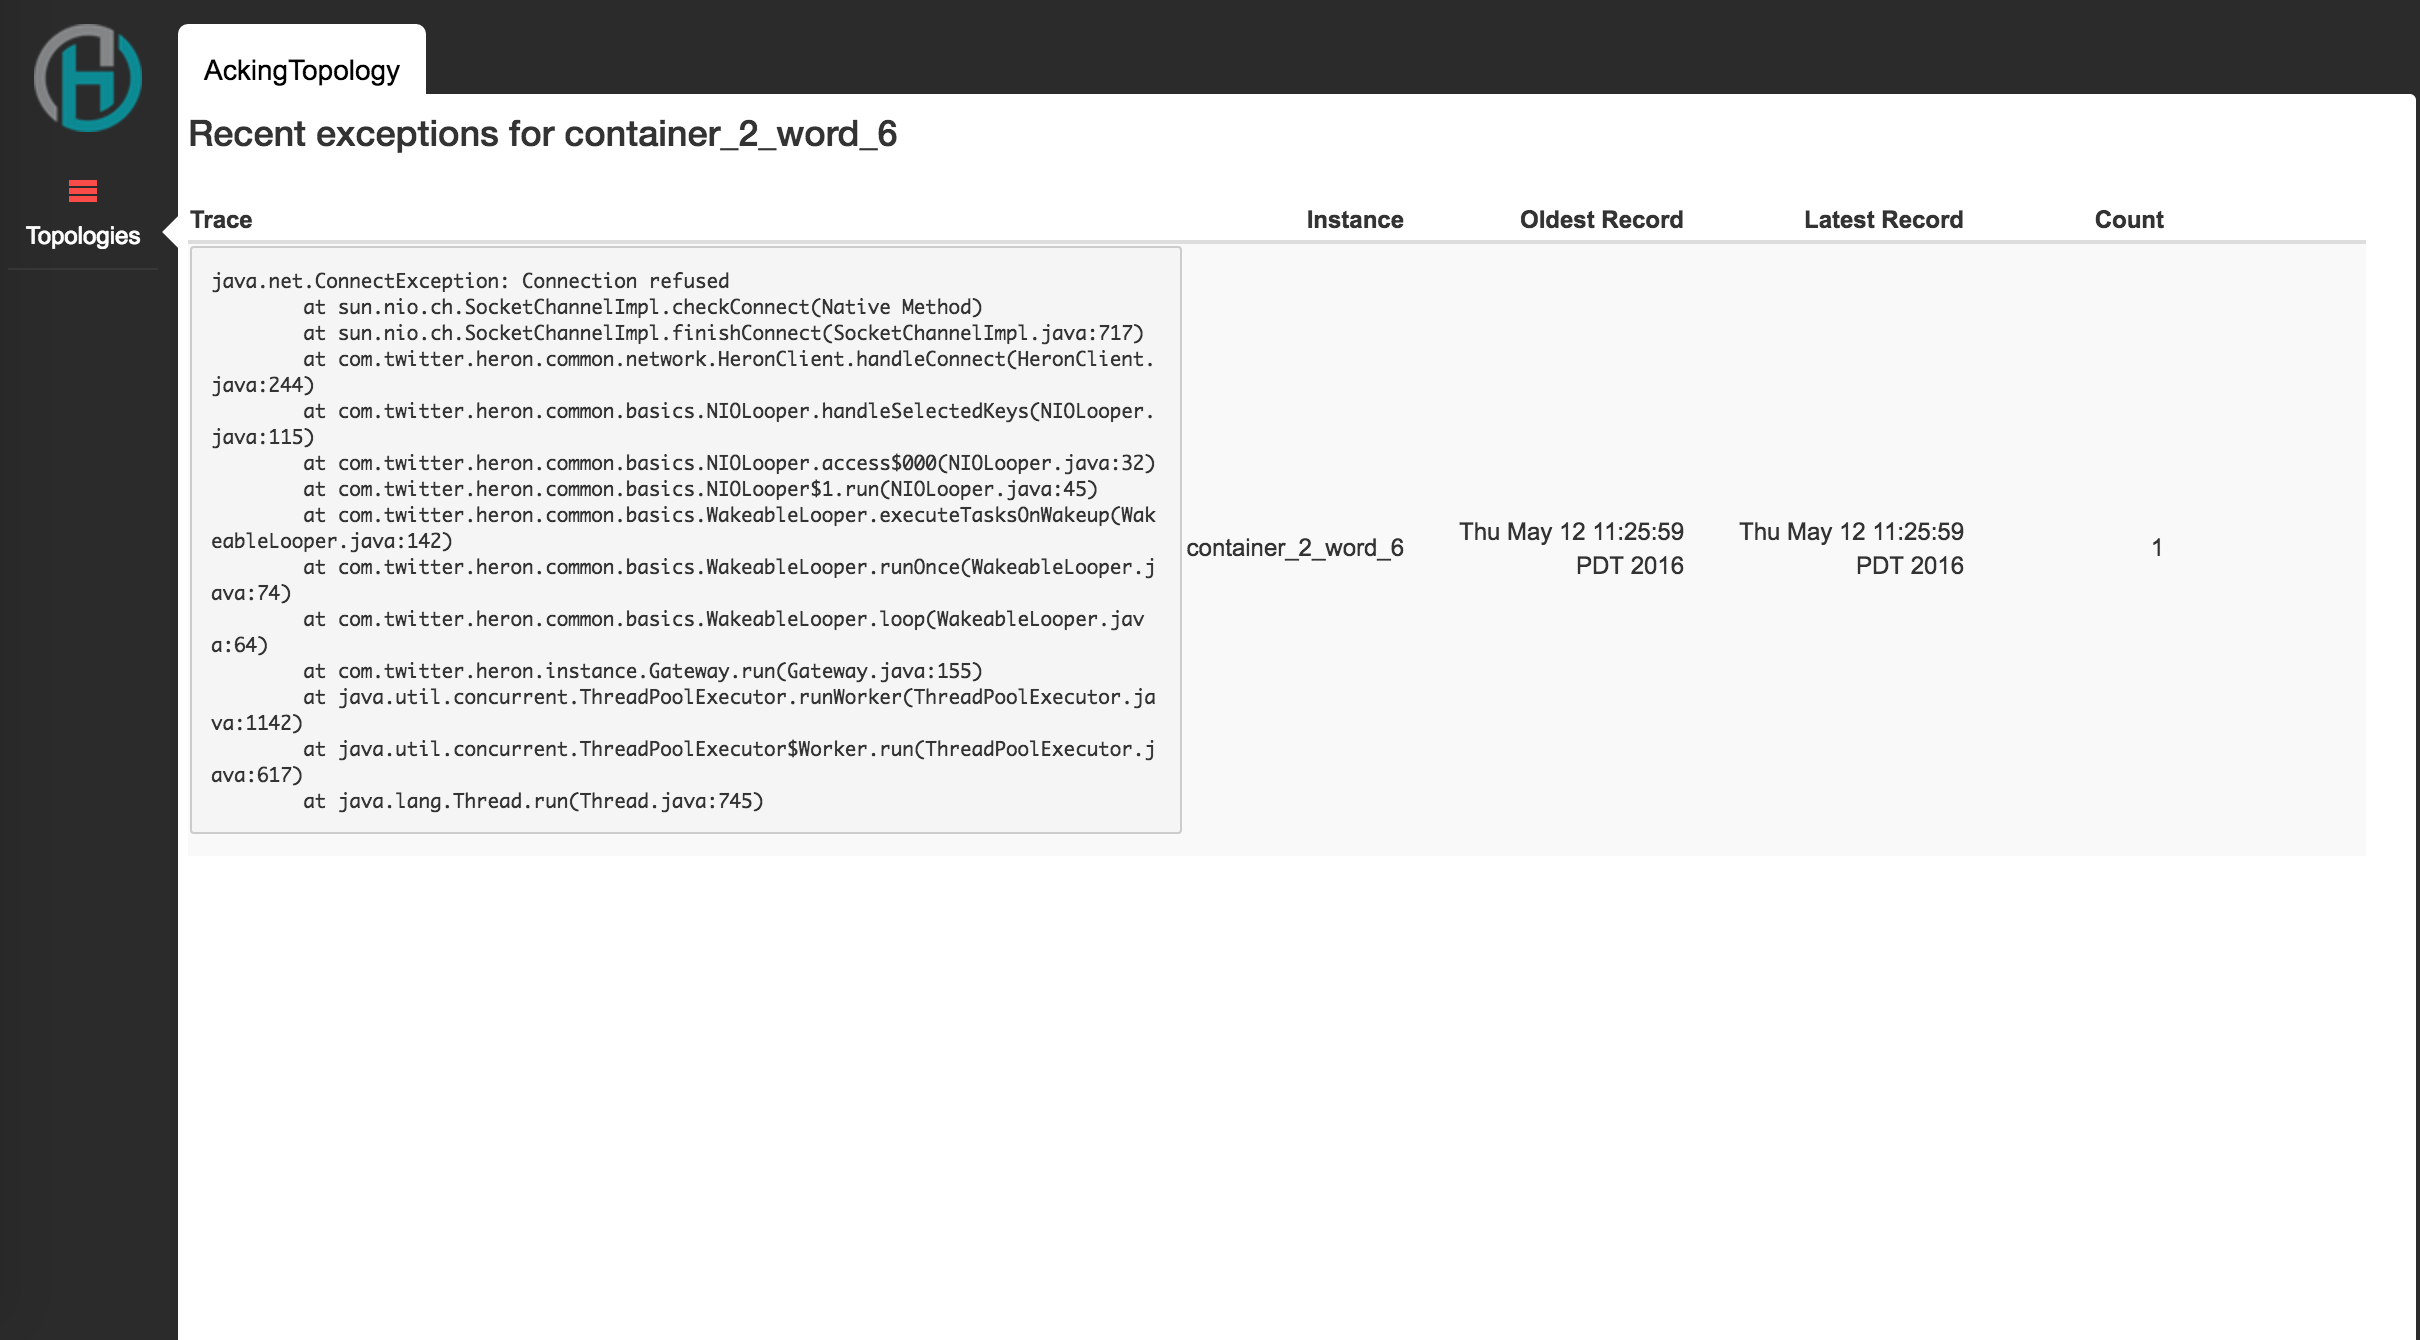 AckingTopology
Recent exceptions for container_2_word_6
Topologies
Trace Instance Oldest Record Latest Record Count
java.net.ConnectException: Connection refused
at sun.nio.ch.SocketChannelImpl.checkConnect(Native Method)
at sun.nio.ch.SocketChannelImpl.finishConnect(SocketChannelImpl.java:717)
at com.twitter.heron.common.network.HeronClient.handleConnect(HeronClient.
java:244)
at com.twitter.heron.common.basics.NIOLooper.handleSelectedKeys(NIOLooper.
java:115)
at com.twitter.heron.common.basics.NIOLooper.access$000(NIOLooper.java:32)
at com.twitter.heron.common.basics.NIOLooper$1.run(NIOLooper.java:45)
at com.twitter.heron.common.basics.WakeableLooper.executeTasksOnWakeup(Wak
eableLooper.java:142)
at com.twitter.heron.common.basics.WakeableLooper.runOnce(WakeableLooper.j
ava:74)
at com.twitter.heron.common.basics.WakeableLooper.loop(WakeableLooper.jav
a:64)
at com.twitter.heron.instance.Gateway.run(Gateway.java:155)
at java.util.concurrent.ThreadPoolExecutor.runWorker(ThreadPoolExecutor.ja
va:1142)
at java.util.concurrent.ThreadPoolExecutor$Worker.run(ThreadPoolExecutor.j
ava:617)
at java.lang.Thread.run(Thread.java:745)
container_2_word_6
Thu May 12 11:25:59
PDT 2016
Thu May 12 11:25:59
PDT 2016
1